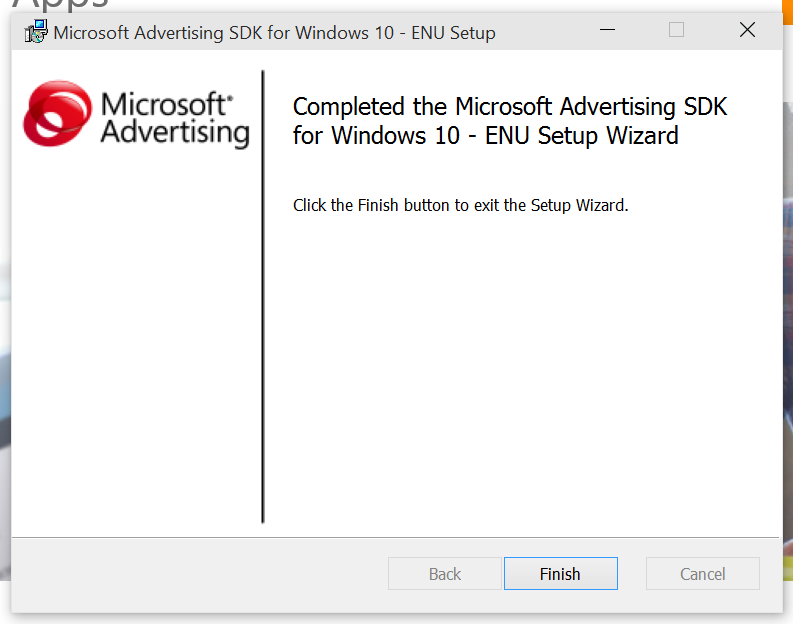 Apps
Microsoft Advertising SDK for Windows 10 - ENU Setup
Microsoft*
Advertising
Completed the Microsoft Advertising SDK
for Windows 10 - ENU Setup Wizard
Click the Finish button to exit the Setup Wizard.
Back
Finish
Cancel